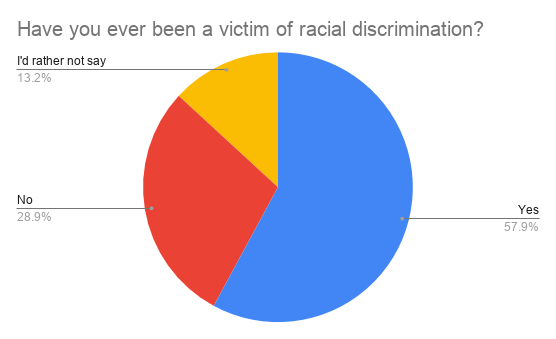 Have you ever been a victim of racial discrimination?
I'd rather not say
13.2%
No
28.9%
Yes
57.9%